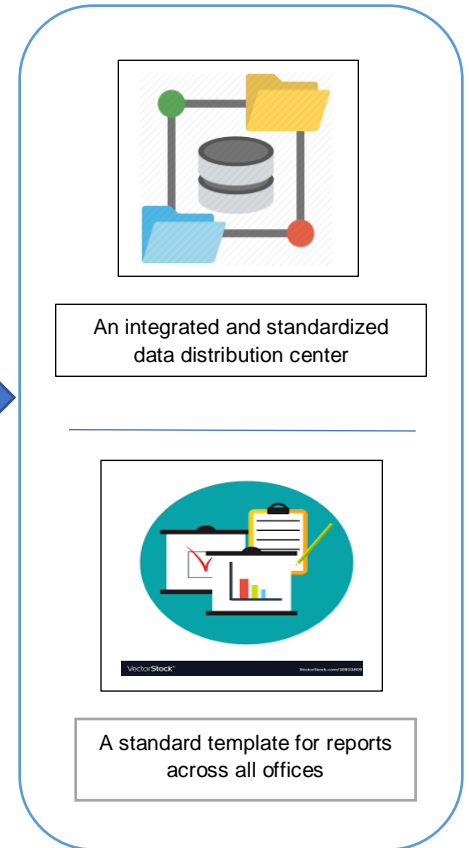 An integrated and standardized
data distribution center
VectorStock
A standard template for reports
across all offices